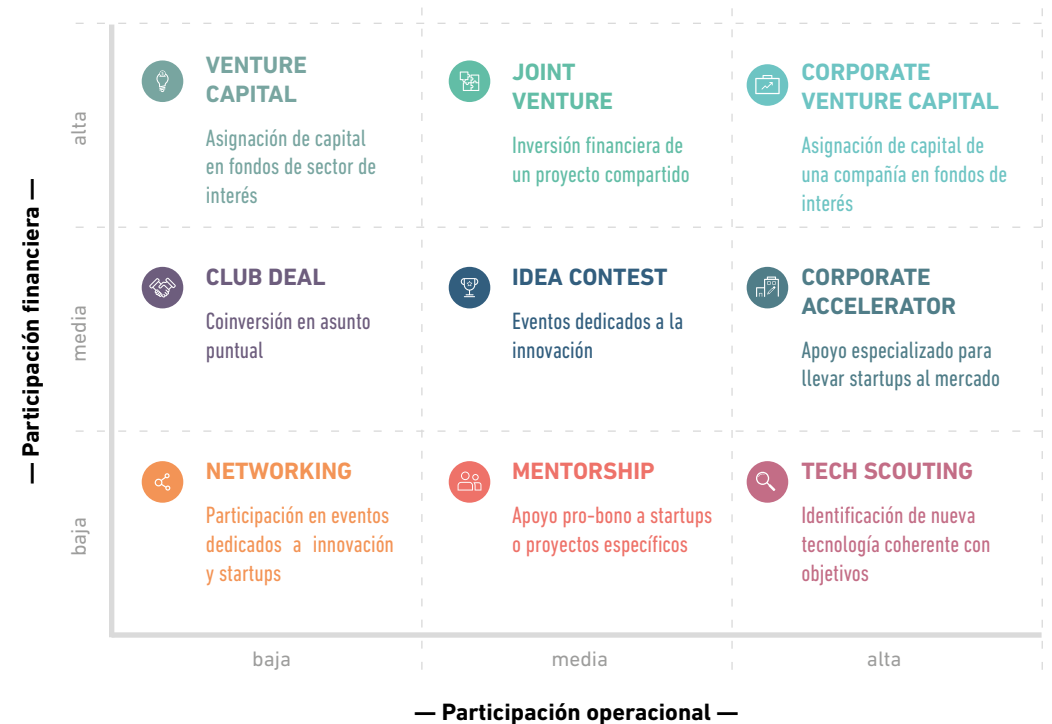 — Participación financiera —
alta
VENTURE
CAPITAL
Asignación de capital
en fondos de sector de
interés
JOINT
VENTURE
Inversión financiera de
un proyecto compartido
CORPORATE
VENTURE CAPITAL
Asignación de capital de
una compañía en fondos de
interés
media
CLUB DEAL
Coinversión en asunto
puntual
IDEA CONTEST
Eventos dedicados a la
innovación
CORPORATE
ACCELERATOR
Apoyo especializado para
llevar startups al mercado
baja
NETWORKING
Participación en eventos
dedicados a innovación
y startups
MENTORSHIP
Apoyo pro-bono a startups
o proyectos específicos
TECH SCOUTING
Identificación de nueva
tecnología coherente con
objetivos
baja
media
alta
— Participación operacional —